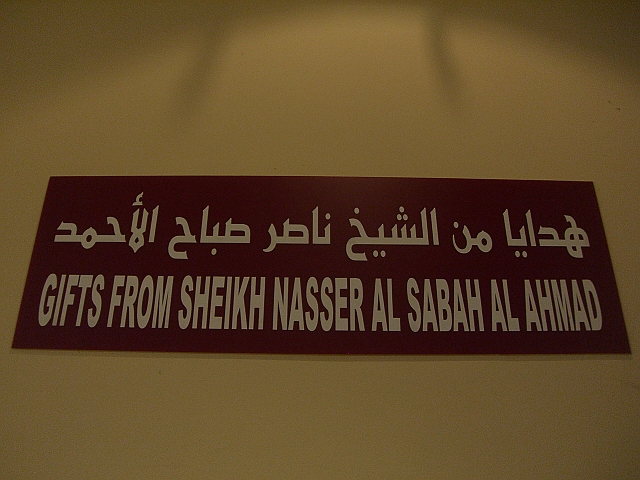 هدايا من الشيخ ناصر صباح الأحمد
GIFTS FROM SHEIKH NASSER AL SABAH AL AHMAD